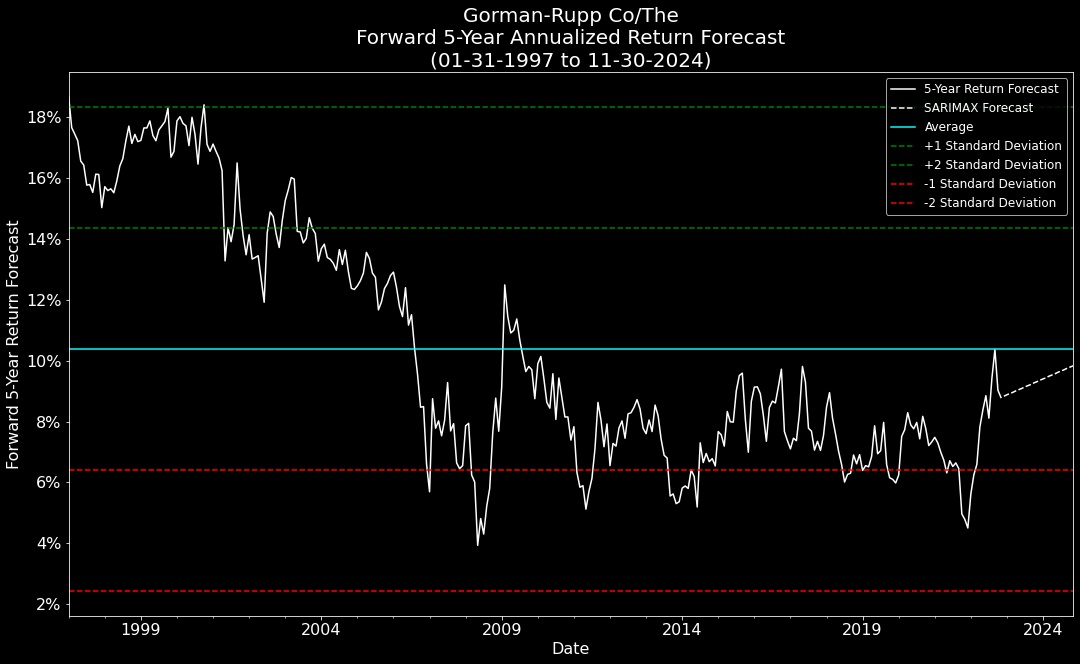 Gorman-Rupp Co/The
Forward 5-Year Annualized Return Forecast
(01-31-1997 to 11-30-2024)
5-Year Return Forecast
SARIMAX Forecast
Average
+1 Standard Deviation
+2 Standard Deviation
-1 Standard Deviation
-2 Standard Deviation
Forward 5-Year Return Forecast
18%
16%
14%
12%
10%
8%
6%
4%
2%
1999 2004 2009 2014 2019 2024
Date